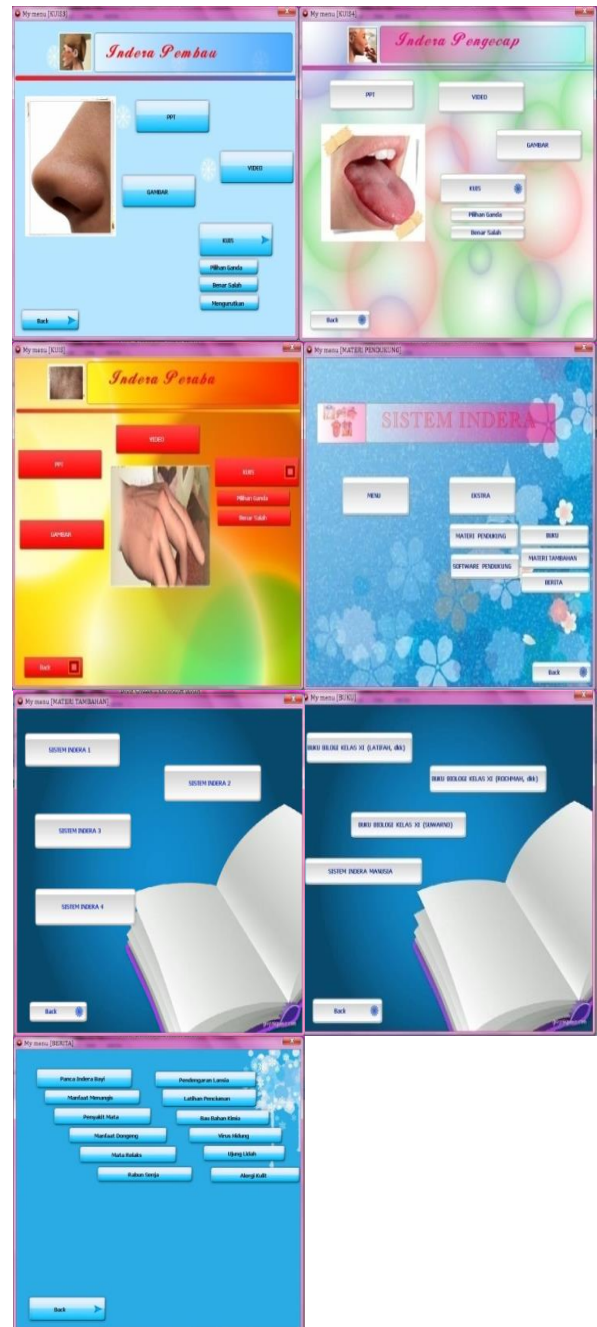 My menu [KUIS3]
Indera Pembau
PPT
VIDEO
GAMBAR
KUIS
Pilihan Ganda
Benar Salah
Mengurutkan
Back
My menu [KUIS4]
Indera Pengecap
PPT
VIDEO
GAMBAR
KUIS
Pilihan Ganda
Benar Salah
Back
My menu
Indera Peraba
VIDEO
PPT
KUIS
Pilihan Ganda
Benar Salah
GAMBAR
Back
My menu [MATERI PENDUKUNG]
SISTEM INDERA
MENU
EKSTRA
MATERI PENDUKUNG
BUKU
SOFTWARE PENDUKUNG
MATERI TAMBAHAN
BERITA
Back
My menu [MATERI TAMBAHAN]
SISTEM INDERA 1
SISTEM INDERA 2
SISTEM INDERA 3
SISTEM INDERA 4
Back
My menu [BUKU]
BUKU BILOGI KELAS XI (LATIFAH, dkk)
BUKU BIOLOGI KELAS XI (ROCHMAH, dkk)
BUKU BIOLOGI KELAS XI (SUWARNO)
SISTEM INDERA MANUSIA
Back
My menu [BERITA]
Panca Indera Bayi
Pendengaran Lansia
Manfaat Menangis
Latihan Penciuman
Penyakit Mata
Bau Bahan Kimia
Manfaat Dongeng
Virus Hidung
Mata Relaks
Ujung Lidah
Rabun Senja
Alergi Kulit
Back